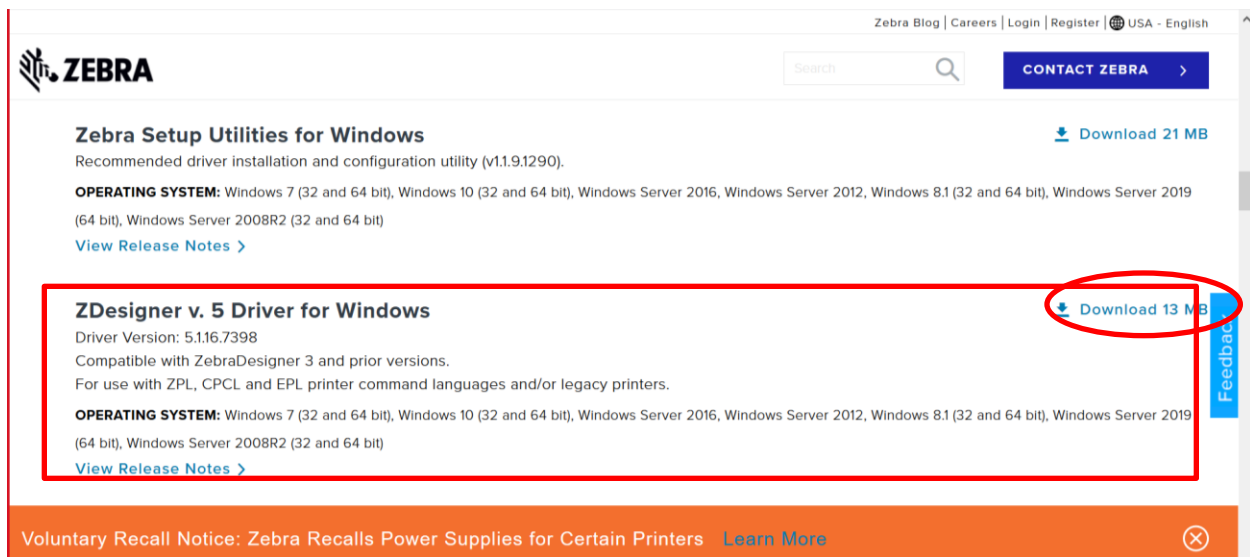 Zebra Blog | Careers | Login | Register | USA - English
ZEBRA
Search
CONTACT ZEBRA >
Zebra Setup Utilities for Windows
Download 21 MB
Recommended driver installation and configuration utility (v1.1.9.1290).
OPERATING SYSTEM: Windows 7 (32 and 64 bit), Windows 10 (32 and 64 bit), Windows Server 2016, Windows Server 2012, Windows 8.1 (32 and 64 bit), Windows Server 2019
(64 bit), Windows Server 2008R2 (32 and 64 bit)
View Release Notes >
ZDesigner v. 5 Driver for Windows
Download 13 MB
Driver Version: 5.1.16.7398
Compatible with ZebraDesigner 3 and prior versions.
For use with ZPL, CPCL and EPL printer command languages and/or legacy printers.
OPERATING SYSTEM: Windows 7 (32 and 64 bit), Windows 10 (32 and 64 bit), Windows Server 2016, Windows Server 2012, Windows 8.1 (32 and 64 bit), Windows Server 2019
(64 bit), Windows Server 2008R2 (32 and 64 bit)
View Release Notes >
Feedback
Voluntary Recall Notice: Zebra Recalls Power Supplies for Certain Printers Learn More